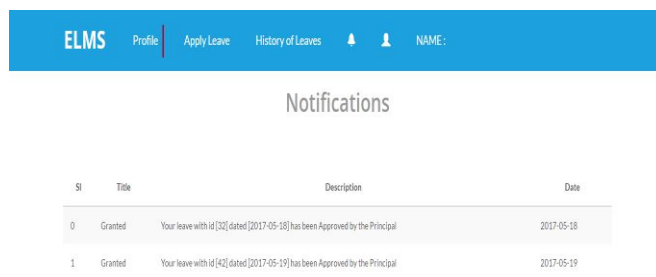 ELMS Profile Apply Leave History of Leaves NAME :
Notifications
Sl Title Description Date
0 Granted Your leave with id [32] dated [2017-05-18] has been Approved by the Principal 2017-05-18
1 Granted Your leave with id [42] dated [2017-05-19] has been Approved by the Principal 2017-05-19